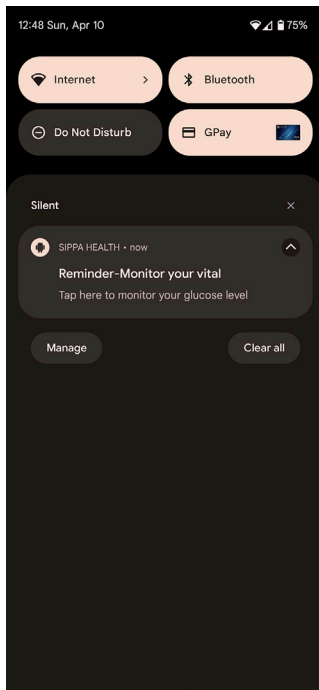 12:48 Sun, Apr 10 75%
Internet
Bluetooth
Do Not Disturb
GPay
Silent
SIPPA HEALTH • now
Reminder-Monitor your vital
Tap here to monitor your glucose level
Manage
Clear all